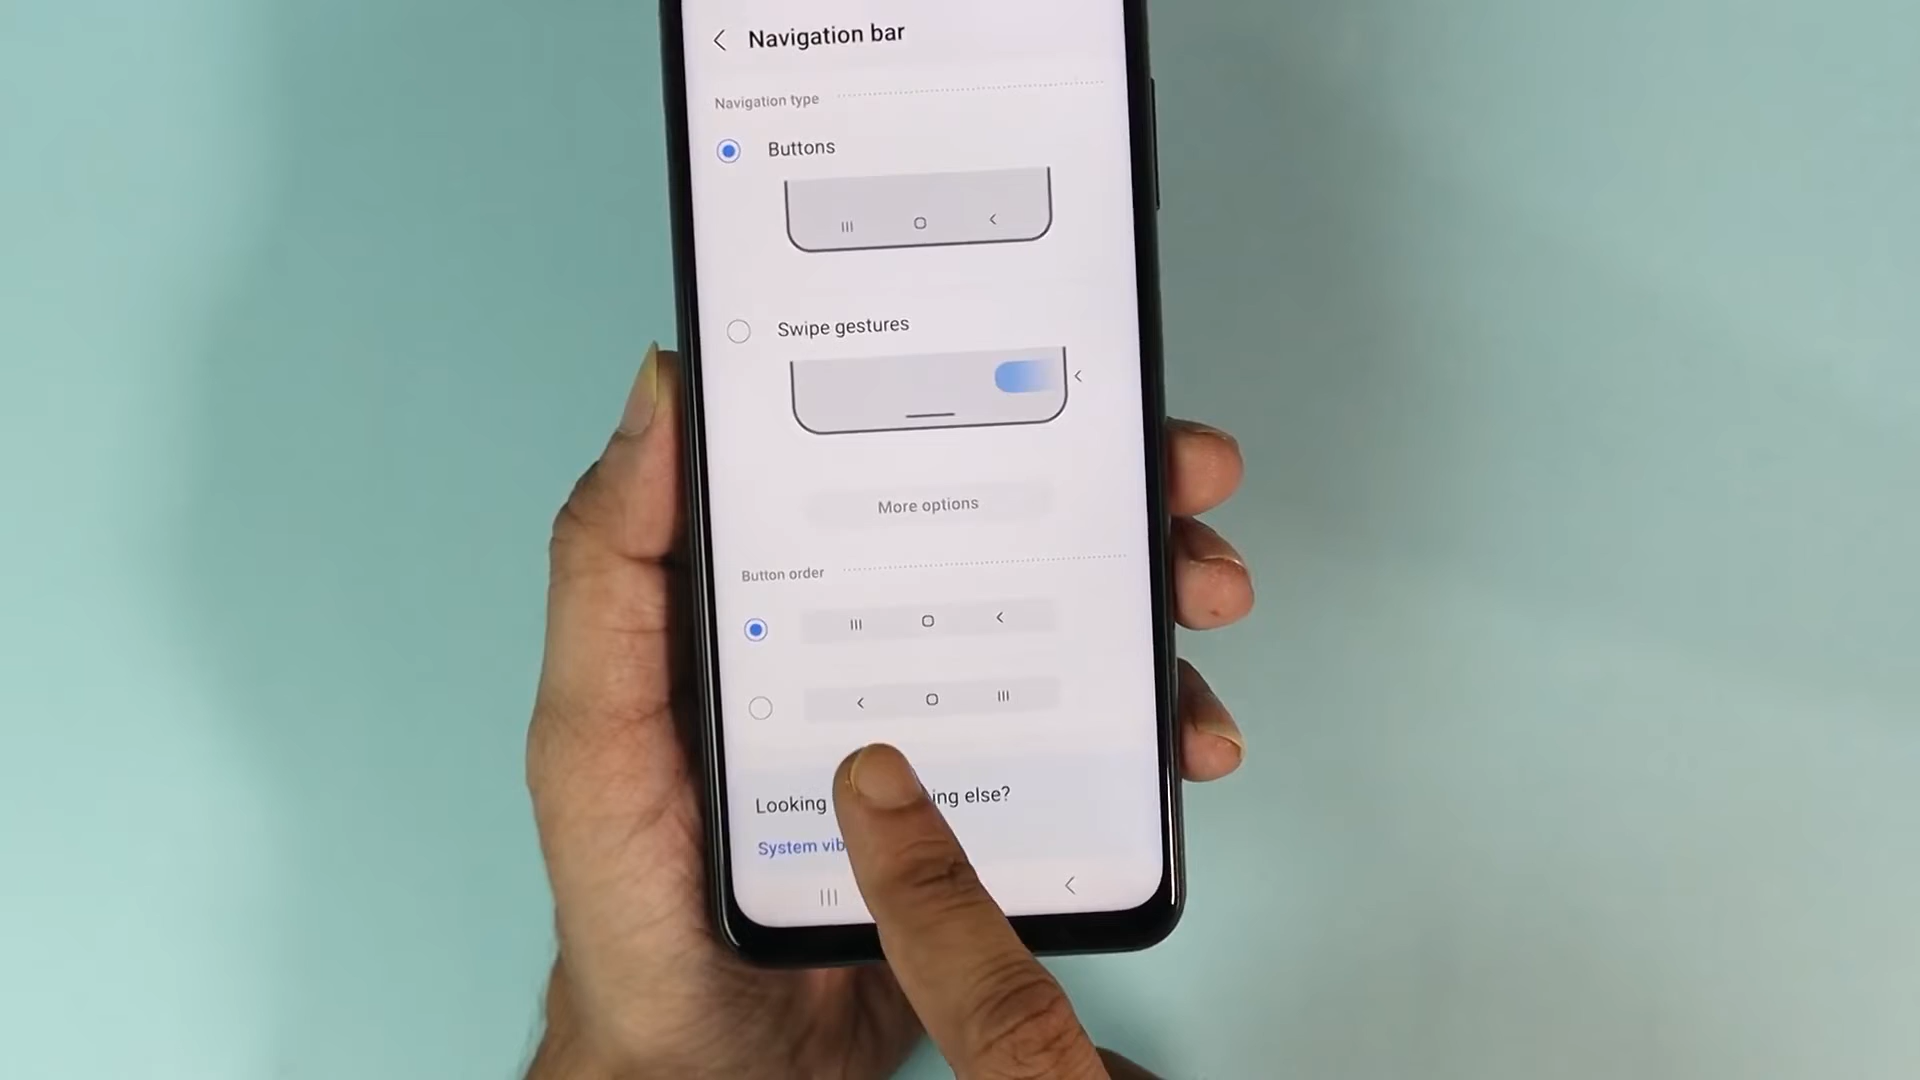 Navigation bar
Navigation type
Buttons
Swipe gestures
More options
Button order
Looking ing else?
System vib